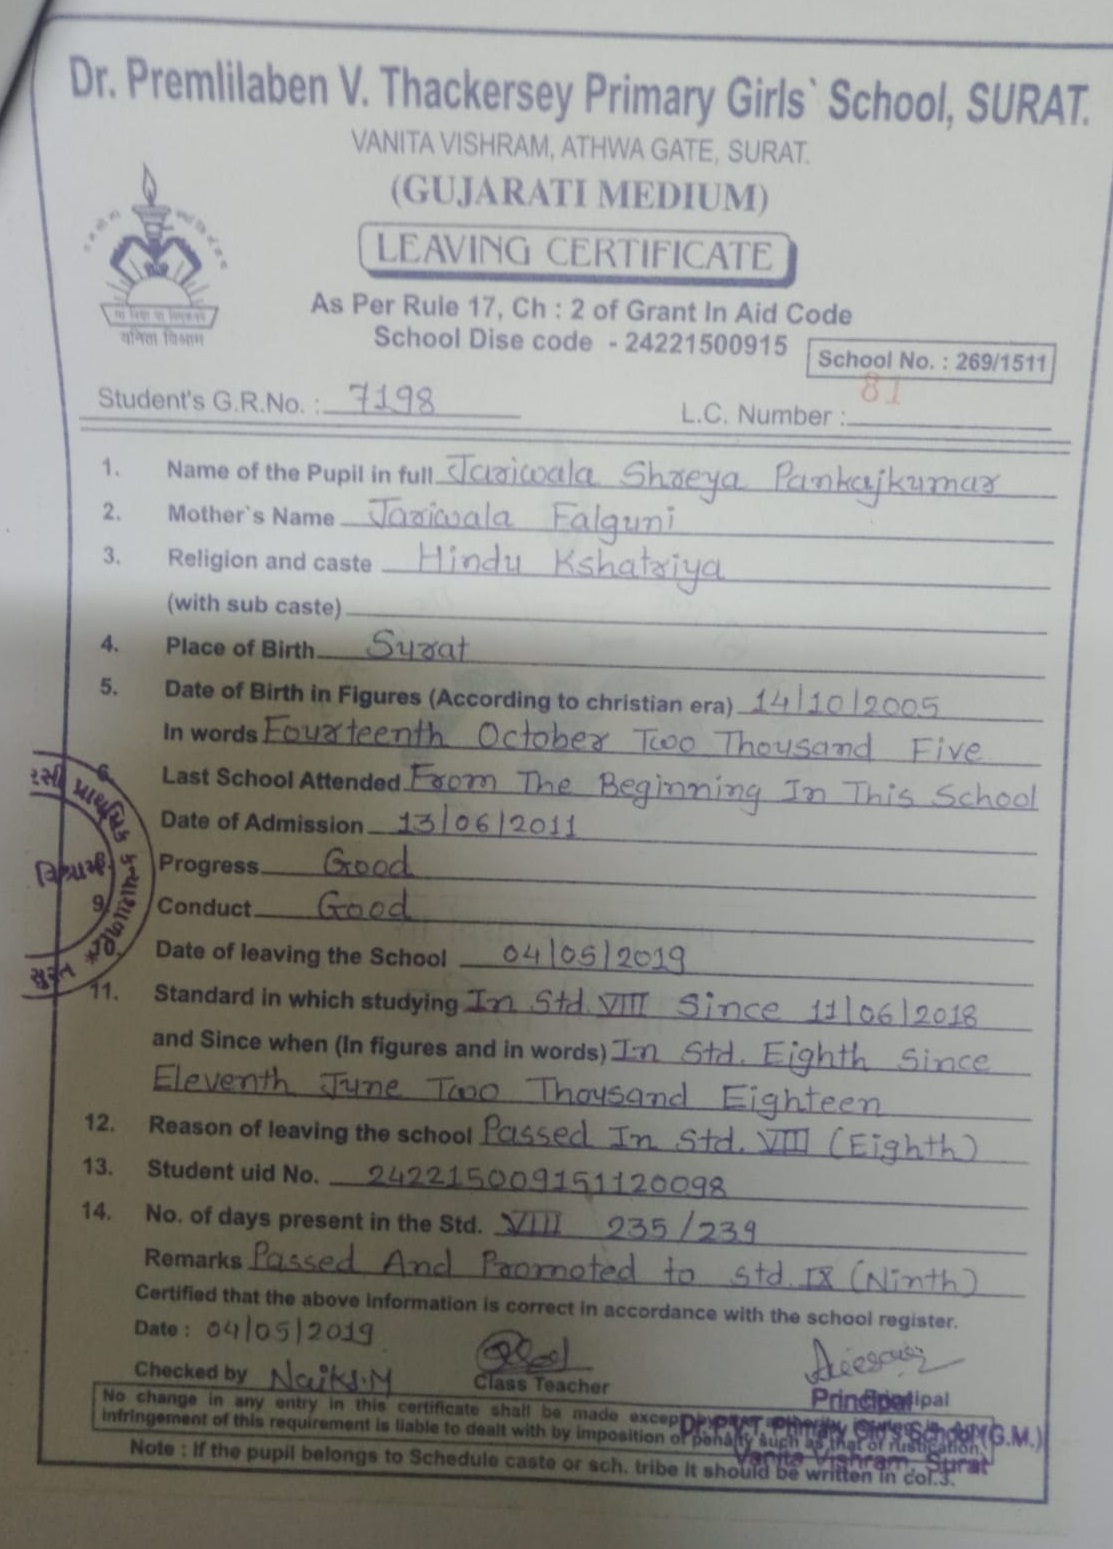 Dr. Premlilaben V. Thackersey Primary Girls` School, SURAT.
VANITA VISHRAM, ATHWA GATE, SURAT.
(GUJARATI MEDIUM)
LEAVING CERTIFICATE
As Per Rule 17, Ch : 2 of Grant In Aid Code
School Dise code - 24221500915
School No. : 269/1511
वनिता विश्राम
Student's G.R.No. : 7198
L.C. Number : 81
1. Name of the Pupil in full Jariwala Shreya Pankajkumar
2. Mother's Name Jariwala Falguni
3. Religion and caste Hindu Kshatriya
(with sub caste)
4. Place of Birth Surat
5. Date of Birth in Figures (According to christian era) 14/10/2005
In words Fourteenth October Two Thousand Five
6. Last School Attended From The Beginning In This School
Date of Admission 13/06/2011
Progress Good
9. Conduct Good
Date of leaving the School 04/05/2019
11. Standard in which studying In Std. VIII Since 11/06/2018
and Since when (In figures and in words) In Std. Eighth Since
Eleventh June Two Thousand Eighteen
12. Reason of leaving the school Passed In Std. VIII (Eighth)
13. Student uid No. 242215009151120098
14. No. of days present in the Std. VIII 235/239
Remarks Passed And Promoted to std. IX (Ninth)
Certified that the above information is correct in accordance with the school register.
Date : 04/05/2019
Checked by Naik S.M
Class Teacher
Principal
Principal
No change in any entry in this certificate shall be made except
Infringement of this requirement is liable to dealt with by imposition of penalty such as that of rustication.
Dr. P.V.T. Primary Girl's School (G.M.)
Vanita Vishram, Surat
Note : If the pupil belongs to Schedule caste or sch. tribe it should be written in col.3.
સુરત